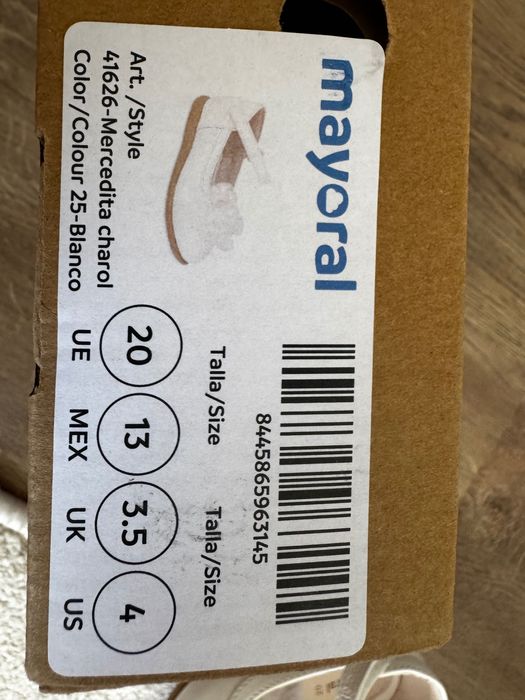 mayoral
Art. /Style
41626-Mercedita charol
Color/Colour 25-Blanco
8445865963145
Talla/Size Talla/Size
20 13 3.5 4
UE MEX UK US